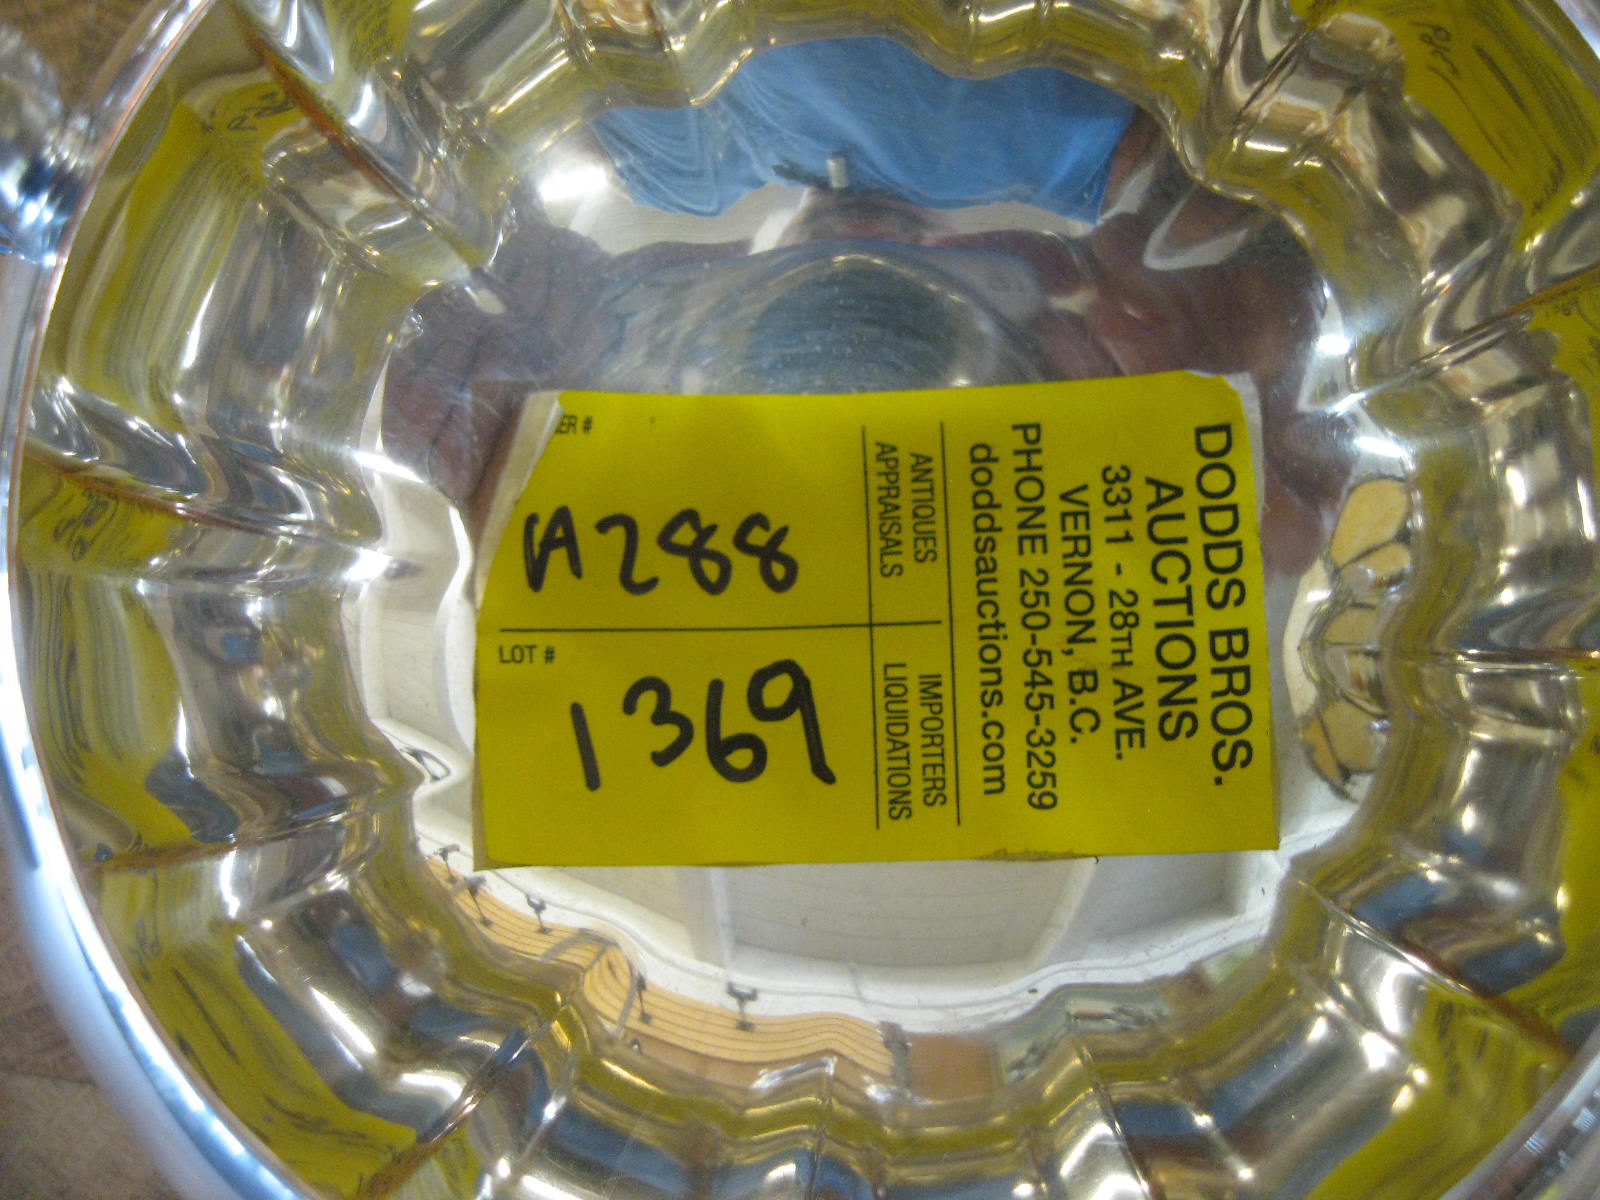 DODDS BROS.
AUCTIONS
3311 - 28TH AVE.
VERNON, B.C.
PHONE 250-545-3259
doddsauctions.com
ANTIQUES
APPRAISALS
IMPORTERS
LIQUIDATIONS
ER #
A288
LOT #
1369